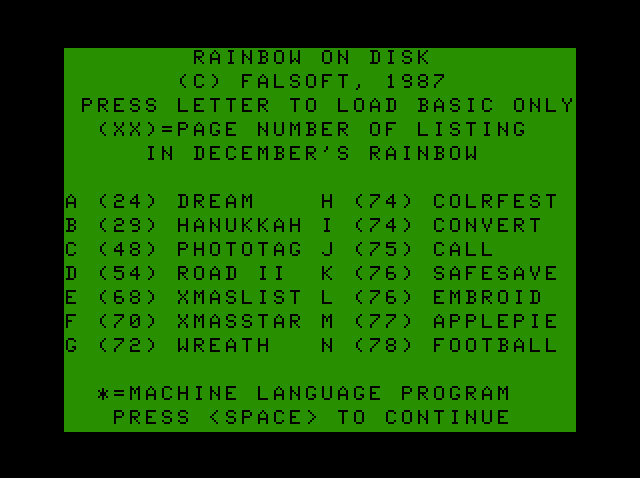 RAINBOW ON DISK
(C) FALSOFT, 1987
PRESS LETTER TO LOAD BASIC ONLY
(XX)=PAGE NUMBER OF LISTING
IN DECEMBER'S RAINBOW
A (24) DREAM H (74) COLRFEST
B (29) HANUKKAH I (74) CONVERT
C (48) PHOTOTAG J (75) CALL
D (54) ROAD II K (76) SAFESAVE
E (68) XMASLIST L (76) EMBROID
F (70) XMASSTAR M (77) APPLEPIE
G (72) WREATH N (78) FOOTBALL
*=MACHINE LANGUAGE PROGRAM
PRESS <SPACE> TO CONTINUE